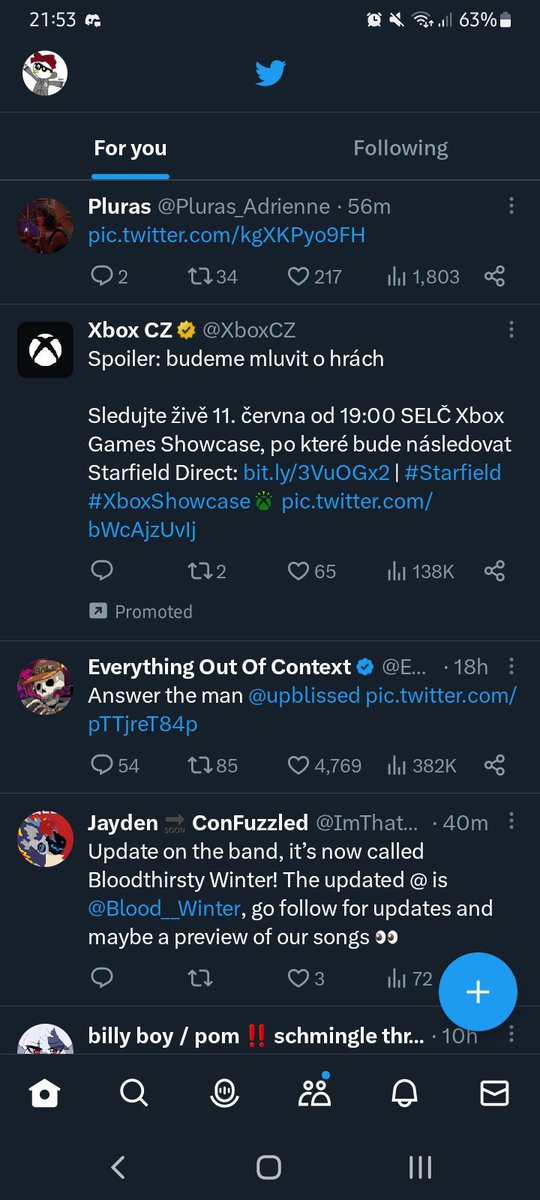 21:53
63%
For you
Following
Pluras @Pluras_Adrienne · 56m
pic.twitter.com/kgXKPyo9FH
2 34 217 1,803
Xbox CZ @XboxCZ
Spoiler: budeme mluvit o hrách
Sledujte živě 11. června od 19:00 SELČ Xbox
Games Showcase, po které bude následovat
Starfield Direct: bit.ly/3VuOGx2 | #Starfield
#XboxShowcase pic.twitter.com/
bWcAjzUvIj
2 65 138K
Promoted
Everything Out Of Context @E... · 18h
Answer the man @upblissed pic.twitter.com/
pTTjreT84p
54 85 4,769 382K
Jayden 🔜 ConFuzzled @ImThat... · 40m
Update on the band, it’s now called
Bloodthirsty Winter! The updated @ is
@Blood__Winter, go follow for updates and
maybe a preview of our songs 👀
3 72
billy boy / pom ‼️ schmingle thr... · 10h